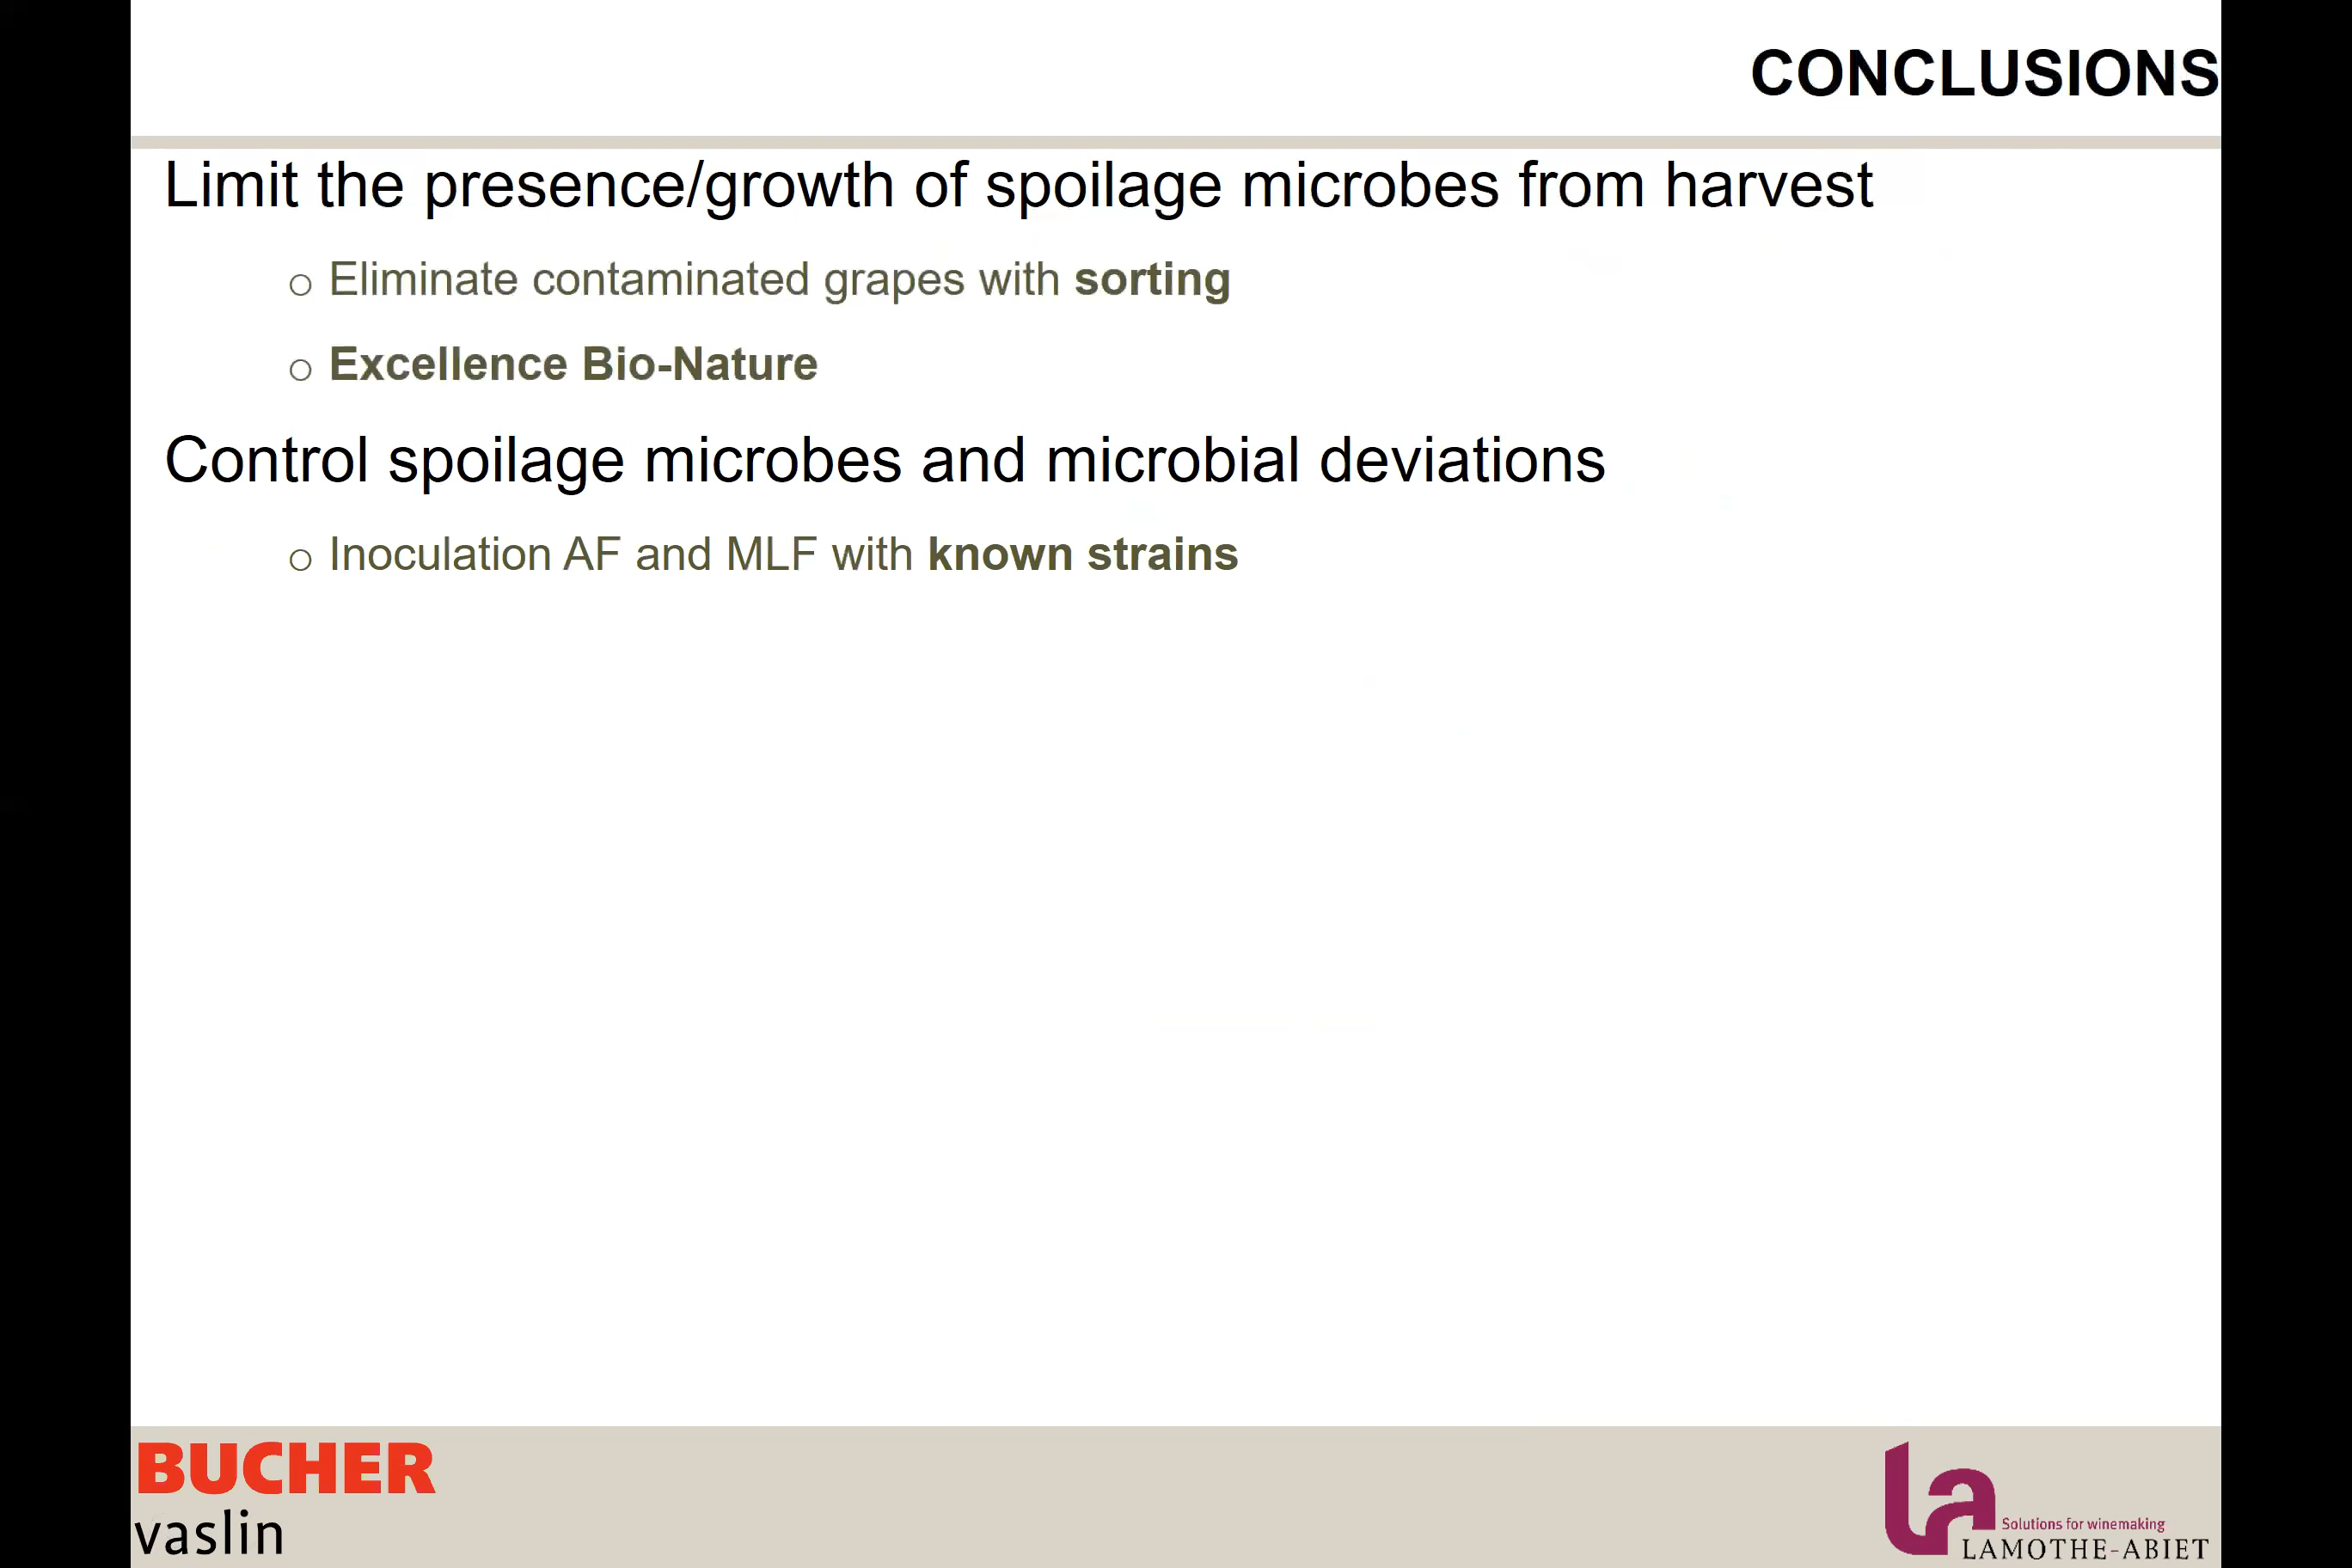 CONCLUSIONS
Limit the presence/growth of spoilage microbes from harvest
Eliminate contaminated grapes with sorting
Excellence Bio-Nature
Control spoilage microbes and microbial deviations
Inoculation AF and MLF with known strains
BUCHER
vaslin
la
Solutions for winemaking
LAMOTHE-ABIET